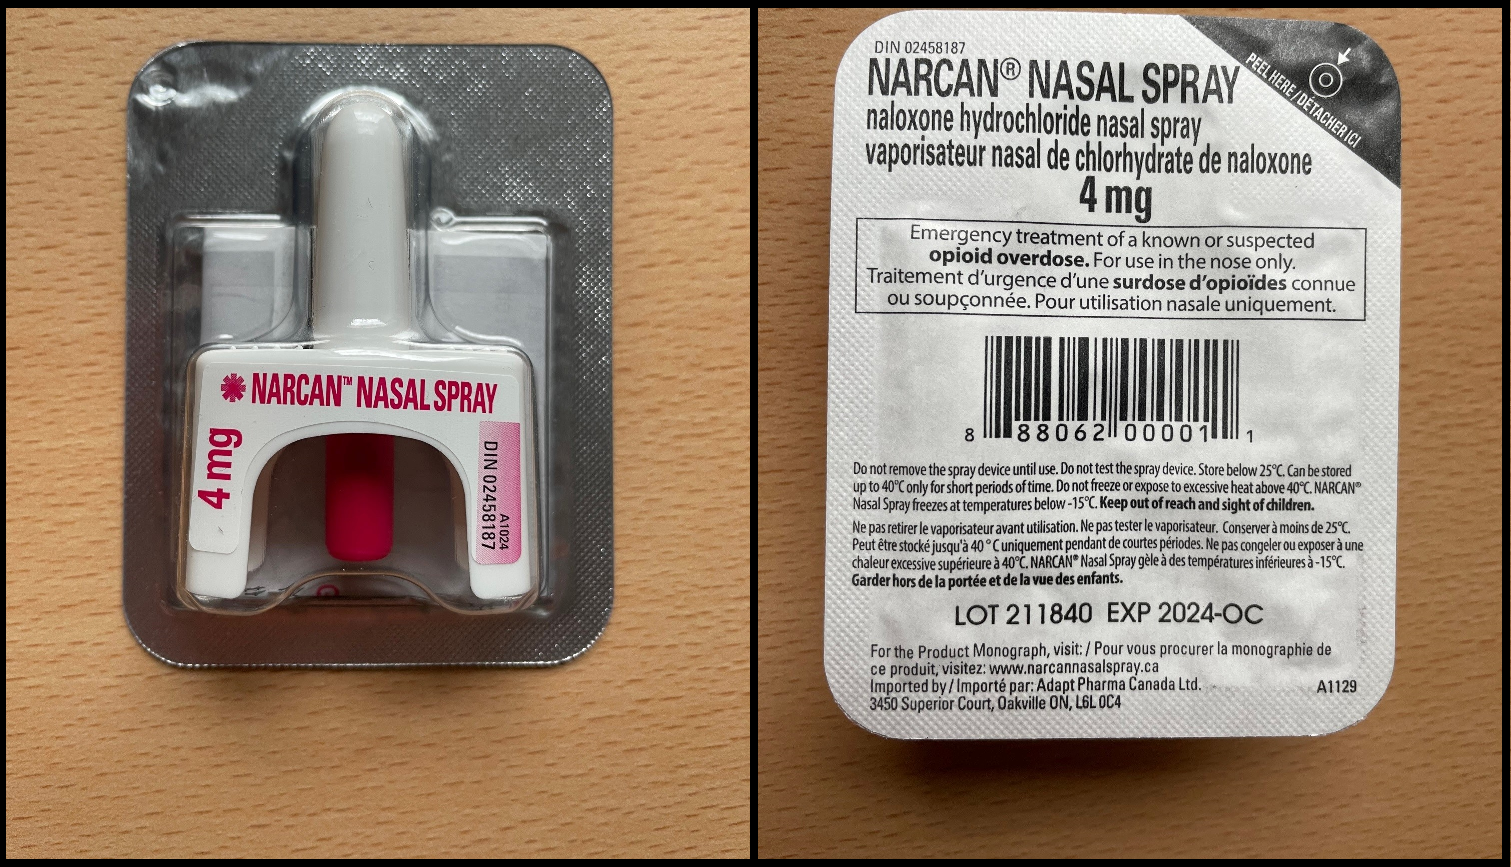 NARCAN™ NASAL SPRAY
4 mg
DIN 02458187
A1024
DIN 02458187
NARCAN® NASAL SPRAY
naloxone hydrochloride nasal spray
vaporisateur nasal de chlorhydrate de naloxone
4 mg
PEEL HERE / DÉTACHER ICI
Emergency treatment of a known or suspected
opioid overdose. For use in the nose only.
Traitement d'urgence d'une surdose d'opioïdes connue
ou soupçonnée. Pour utilisation nasale uniquement.
8 88062 00001 1
Do not remove the spray device until use. Do not test the spray device. Store below 25°C. Can be stored
up to 40°C only for short periods of time. Do not freeze or expose to excessive heat above 40°C. NARCAN®
Nasal Spray freezes at temperatures below -15°C. Keep out of reach and sight of children.
Ne pas retirer le vaporisateur avant utilisation. Ne pas tester le vaporisateur. Conserver à moins de 25°C.
Peut être stocké jusqu'à 40 °C uniquement pendant de courtes périodes. Ne pas congeler ou exposer à une
chaleur excessive supérieure à 40°C. NARCAN® Nasal Spray gèle à des températures inférieures à -15°C.
Garder hors de la portée et de la vue des enfants.
LOT 211840 EXP 2024-OC
For the Product Monograph, visit: / Pour vous procurer la monographie de
ce produit, visitez: www.narcannasalspray.ca
Imported by / Importé par: Adapt Pharma Canada Ltd.
3450 Superior Court, Oakville ON, L6L 0C4
A1129